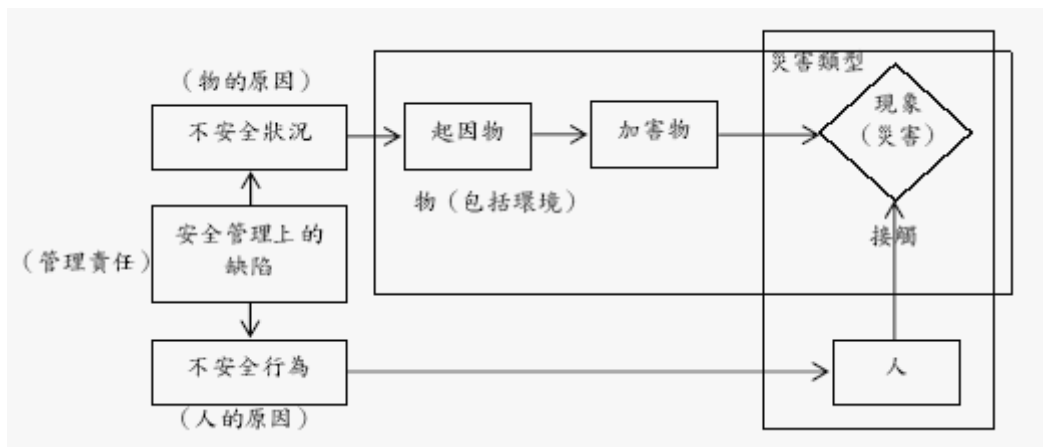 災害類型
(物的原因)
不安全狀況
起因物
加害物
現象
(災害)
物(包括環境)
安全管理上的
缺陷
(管理責任)
接觸
不安全行為
人
(人的原因)